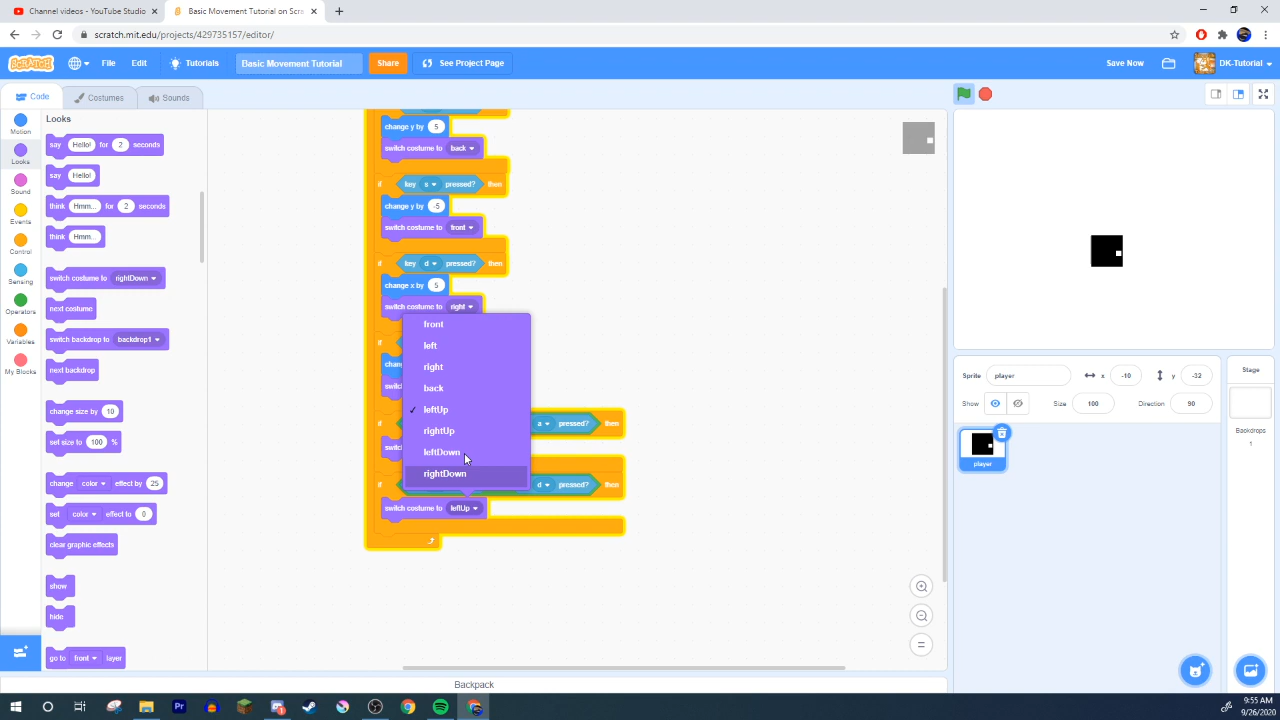 Channel videos - YouTube Studio
Basic Movement Tutorial on Scra
scratch.mit.edu/projects/429735157/editor/
SCRATCH
File
Edit
Tutorials
Basic Movement Tutorial
Share
See Project Page
Save Now
DK-Tutorial
Code
Costumes
Sounds
Motion
Looks
Sound
Events
Control
Sensing
Operators
Variables
My Blocks
Looks
say Hello! for 2 seconds
say Hello!
think Hmm... for 2 seconds
think Hmm...
switch costume to rightDown
next costume
switch backdrop to backdrop1
next backdrop
change size by 10
set size to 100 %
change color effect by 25
set color effect to 0
clear graphic effects
show
hide
go to front layer
change y by 5
switch costume to back
if key s pressed? then
change y by -5
switch costume to front
if key d pressed? then
change x by 5
switch costume to right
if
if a pressed? then
if d pressed? then
switch costume to leftUp
front
left
right
back
✓ leftUp
rightUp
leftDown
rightDown
Sprite player x -10 y -32
Show Size 100 Direction 90
player
Stage
Backdrops
1
Backpack
9:55 AM
9/26/2020